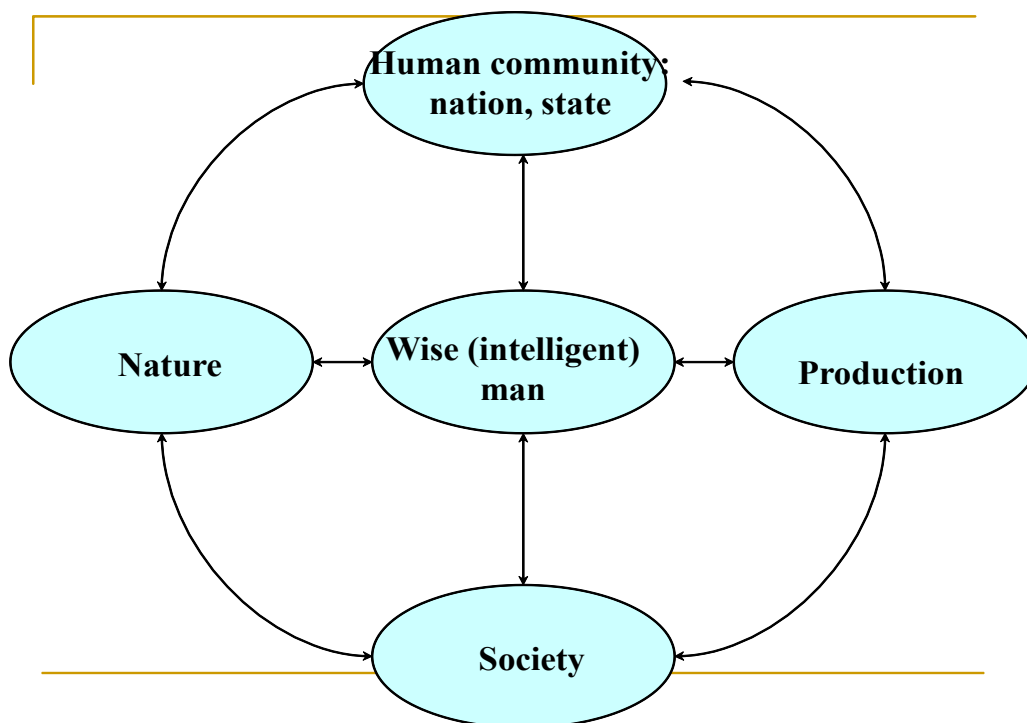 Human community:
nation, state
Nature
Wise (intelligent)
man
Production
Society